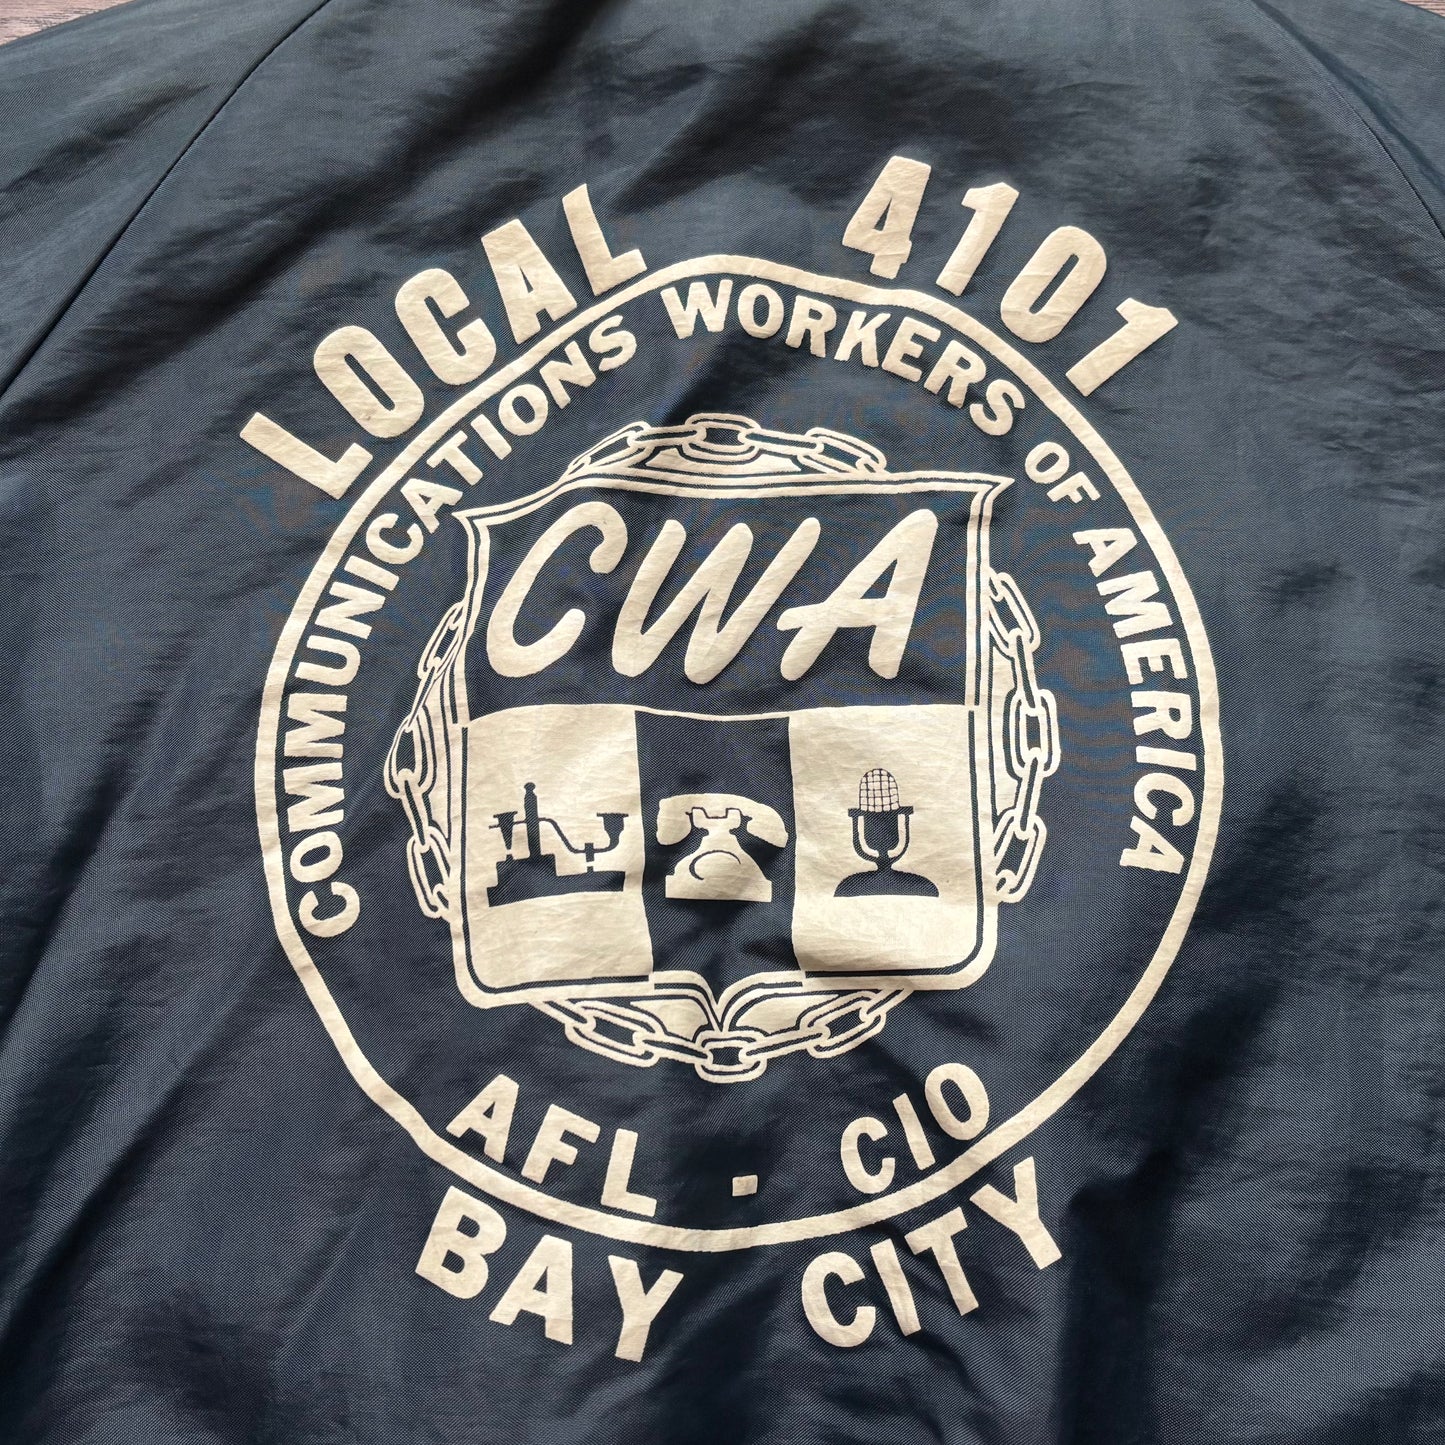 LOCAL 4101
COMMUNICATIONS WORKERS OF AMERICA
CWA
AFL . CIO
BAY CITY